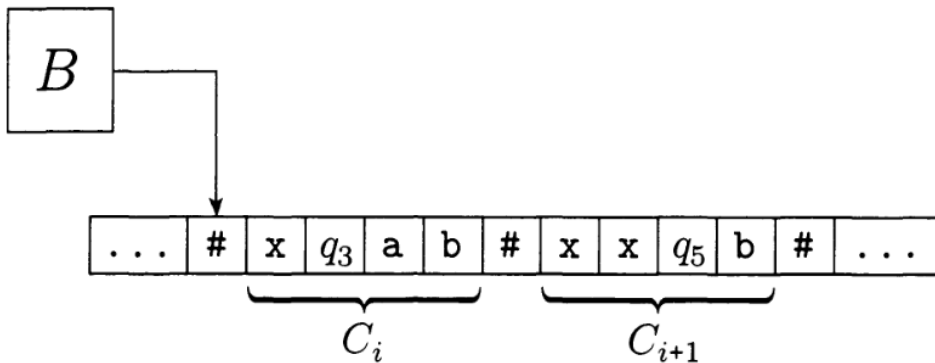 B
... # x q₃ a b # x x q₅ b # ...
Cᵢ Cᵢ₊₁